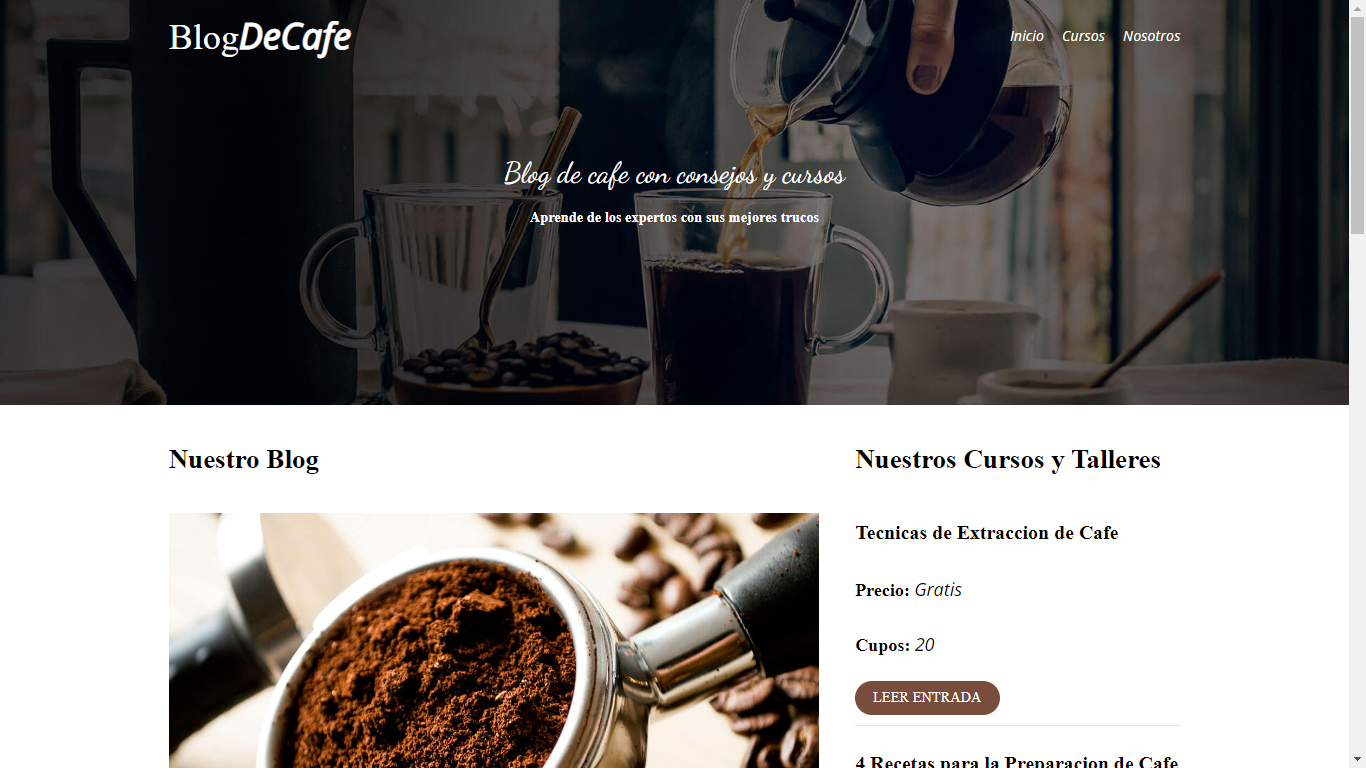 BlogDeCafe
Inicio Cursos Nosotros
Blog de cafe con consejos y cursos
Aprende de los expertos con sus mejores trucos
Nuestro Blog
Nuestros Cursos y Talleres
Tecnicas de Extraccion de Cafe
Precio: Gratis
Cupos: 20
LEER ENTRADA
4 Recetas para la Preparacion de Cafe